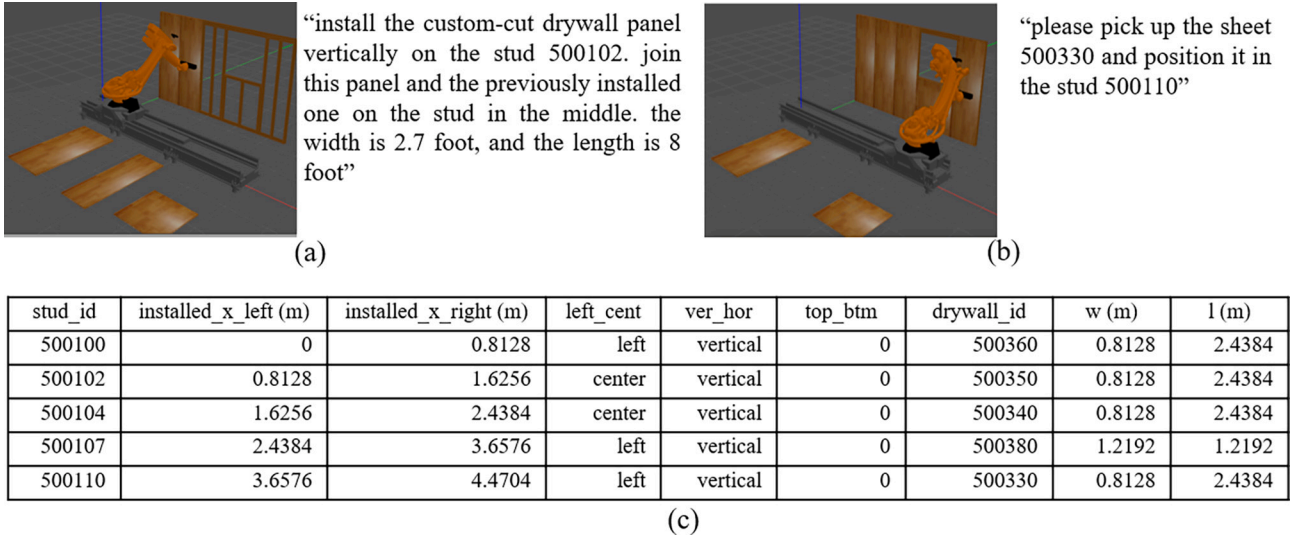 “install the custom-cut drywall panel
vertically on the stud 500102. join
this panel and the previously installed
one on the stud in the middle. the
width is 2.7 foot, and the length is 8
foot”
(a)
“please pick up the sheet
500330 and position it in
the stud 500110”
(b)
stud_id installed_x_left (m) installed_x_right (m) left_cent ver_hor top_btm drywall_id w (m) l (m)
500100 0 0.8128 left vertical 0 500360 0.8128 2.4384
500102 0.8128 1.6256 center vertical 0 500350 0.8128 2.4384
500104 1.6256 2.4384 center vertical 0 500340 0.8128 2.4384
500107 2.4384 3.6576 left vertical 0 500380 1.2192 1.2192
500110 3.6576 4.4704 left vertical 0 500330 0.8128 2.4384
(c)